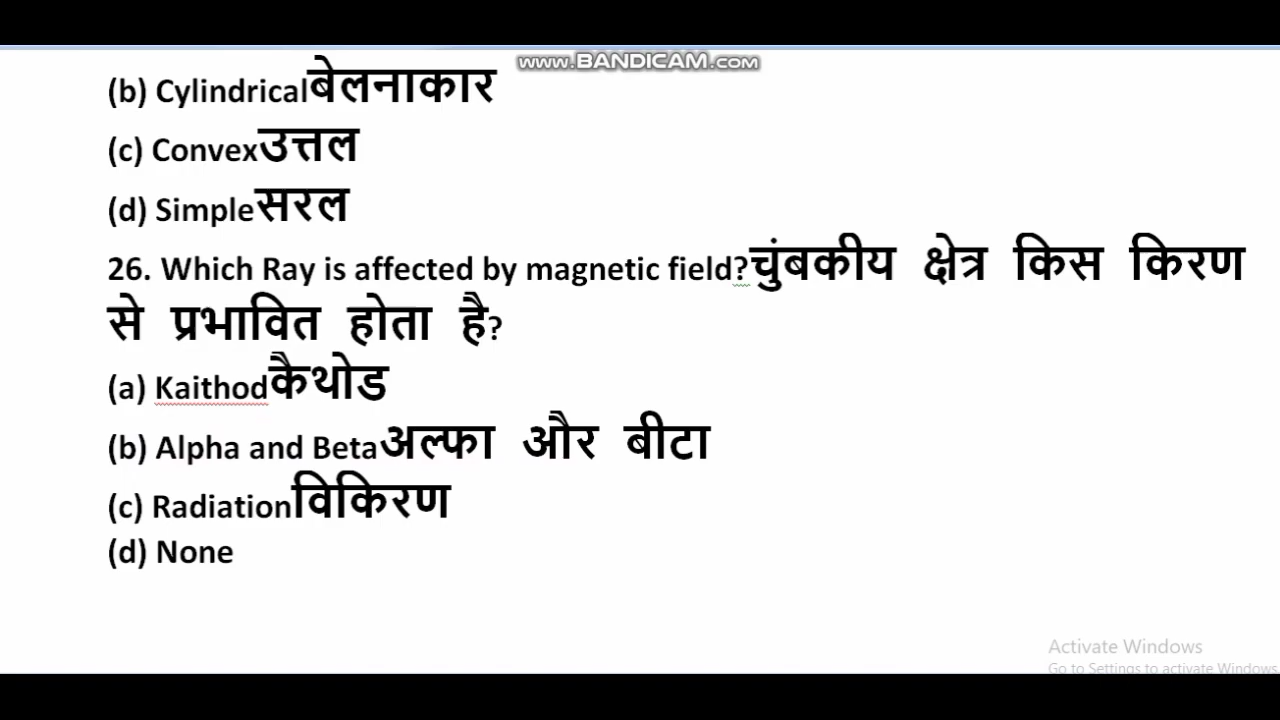 www.BANDICAM.com
(b) Cylindricalबेलनाकार
(c) Convexउत्तल
(d) Simpleसरल
26. Which Ray is affected by magnetic field?चुंबकीय क्षेत्र किस किरण
से प्रभावित होता है?
(a) Kaithodकैथोड
(b) Alpha and Betaअल्फा और बीटा
(c) Radiationविकिरण
(d) None
Activate Windows
Go to Settings to activate Windows.